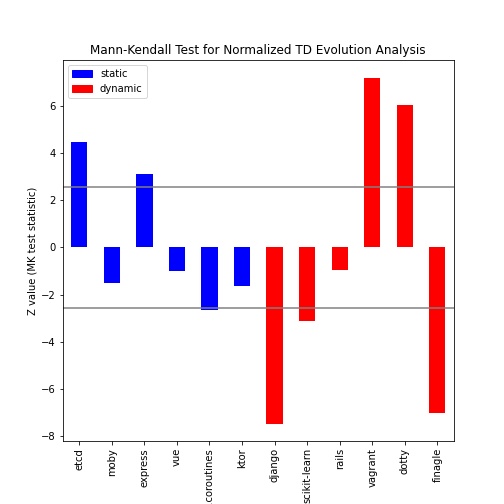 Mann-Kendall Test for Normalized TD Evolution Analysis
static
dynamic
Z value (MK test statistic)
6
4
2
0
−2
−4
−6
−8
etcd
moby
express
vue
coroutines
ktor
django
scikit-learn
rails
vagrant
dotty
finagle